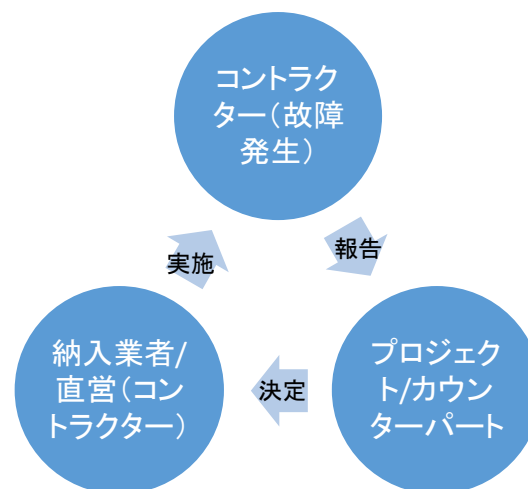 コントラク
ター（故障
発生）
報告
実施
納入業者/
直営（コン
トラクター）
決定
プロジェク
ト/カウン
ターパート